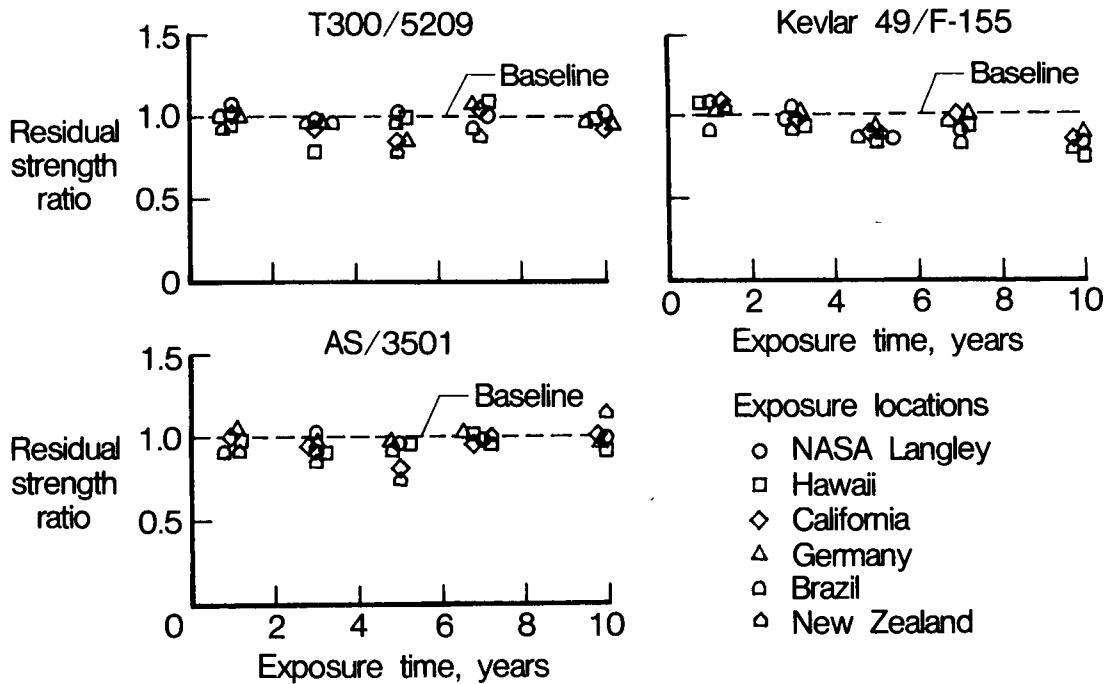 T300/5209
1.5
1.0
0.5
0
Residual
strength
ratio
Baseline
Kevlar 49/F-155
Baseline
0 2 4 6 8 10
Exposure time, years
AS/3501
1.5
1.0
0.5
0 2 4 6 8 10
Residual
strength
ratio
Baseline
Exposure time, years
Exposure locations
NASA Langley
Hawaii
California
Germany
Brazil
New Zealand